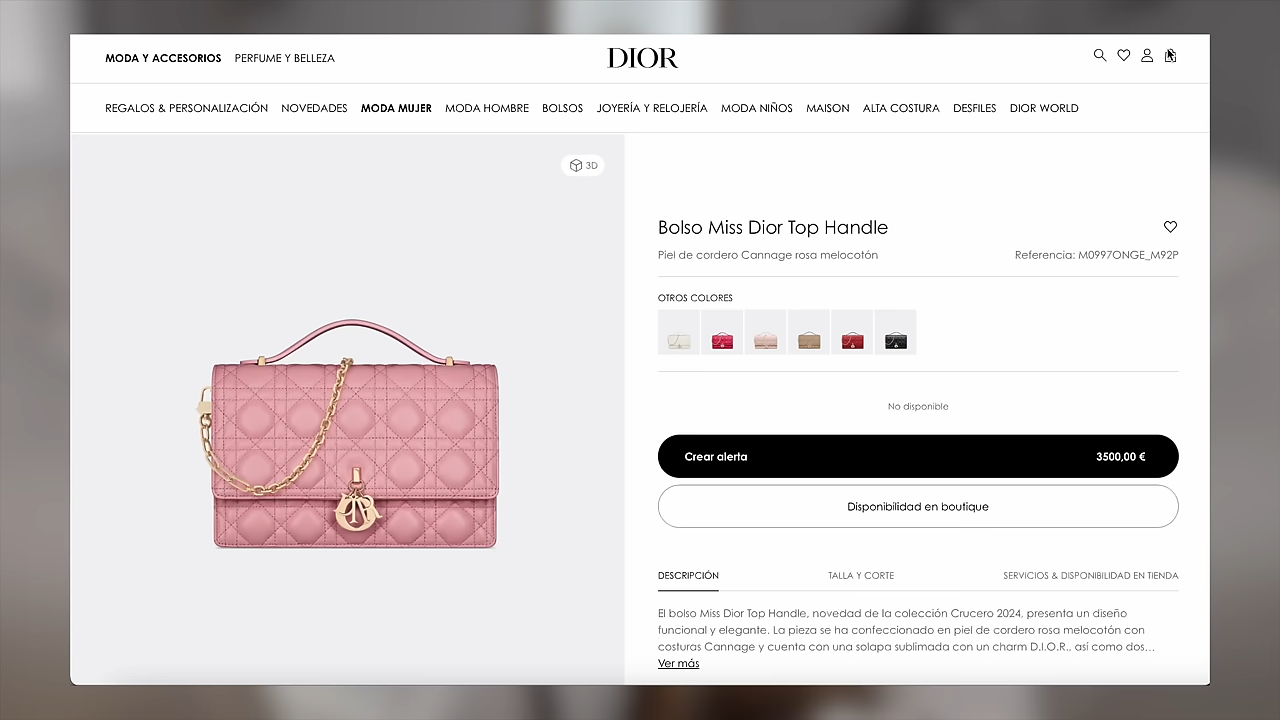 MODA Y ACCESORIOS PERFUME Y BELLEZA DIOR
REGALOS & PERSONALIZACIÓN NOVEDADES MODA MUJER MODA HOMBRE BOLSOS JOYERÍA Y RELOJERÍA MODA NIÑOS MAISON ALTA COSTURA DESFILES DIOR WORLD
3D
Bolso Miss Dior Top Handle
Piel de cordero Cannage rosa melocotón Referencia: M0997ONGE_M92P
OTROS COLORES
No disponible
Crear alerta 3500,00 €
Disponibilidad en boutique
DESCRIPCIÓN TALLA Y CORTE SERVICIOS & DISPONIBILIDAD EN TIENDA
El bolso Miss Dior Top Handle, novedad de la colección Crucero 2024, presenta un diseño
funcional y elegante. La pieza se ha confeccionado en piel de cordero rosa melocotón con
costuras Cannage y cuenta con una solapa sublimada con un charm D.I.O.R., así como dos...
Ver más